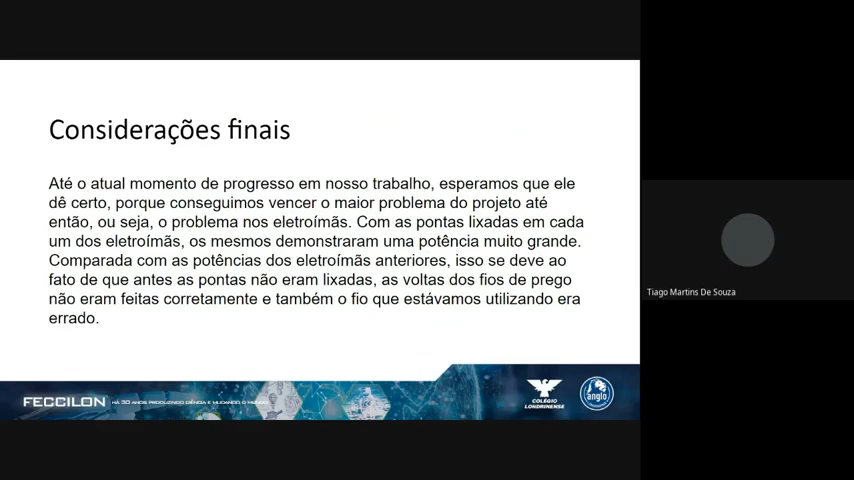 Considerações finais
Até o atual momento de progresso em nosso trabalho, esperamos que ele
dê certo, porque conseguimos vencer o maior problema do projeto até
então, ou seja, o problema nos eletroímãs. Com as pontas lixadas em cada
um dos eletroímãs, os mesmos demonstraram uma potência muito grande.
Comparada com as potências dos eletroímãs anteriores, isso se deve ao
fato de que antes as pontas não eram lixadas, as voltas dos fios de prego
não eram feitas corretamente e também o fio que estávamos utilizando era
errado.
Tiago Martins De Souza
FECCILON HÁ 30 ANOS PRODUZINDO CIÊNCIA E MUDANDO O MUNDO
COLÉGIO
LONDRINENSE
anglo